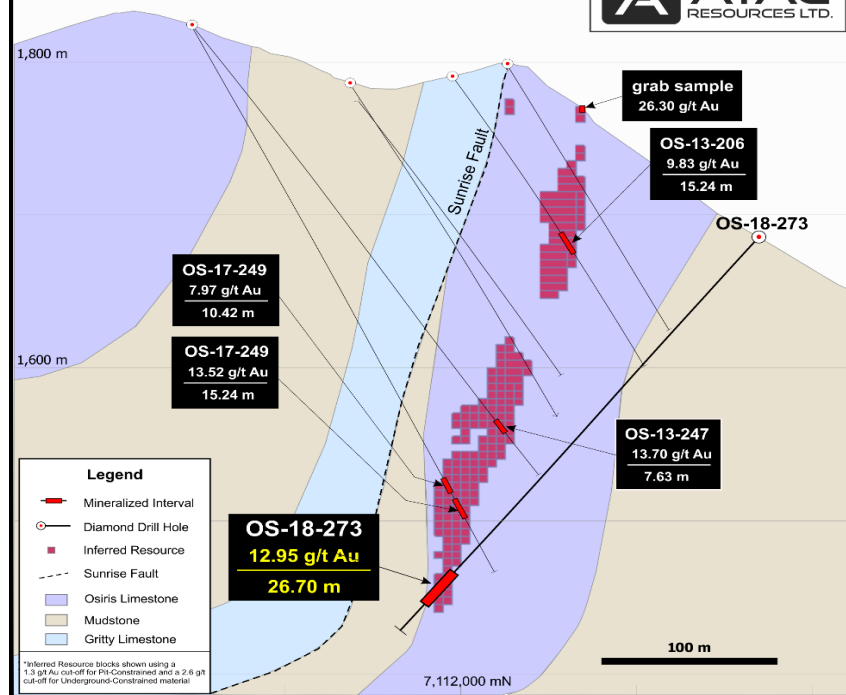 RESOURCES LTD.
1,800 m
grab sample
26.30 g/t Au
Sunrise Fault
OS-13-206
9.83 g/t Au
15.24 m
OS-18-273
OS-17-249
7.97 g/t Au
10.42 m
1,600 m
OS-17-249
13.52 g/t Au
15.24 m
OS-13-247
13.70 g/t Au
7.63 m
OS-18-273
12.95 g/t Au
26.70 m
Legend
Mineralized Interval
Diamond Drill Hole
Inferred Resource
Sunrise Fault
Osiris Limestone
Mudstone
Gritty Limestone
*Inferred Resource blocks shown using a
1.3 g/t Au cut-off for Pit-Constrained and a 2.6 g/t
cut-off for Underground-Constrained material
100 m
7,112,000 mN